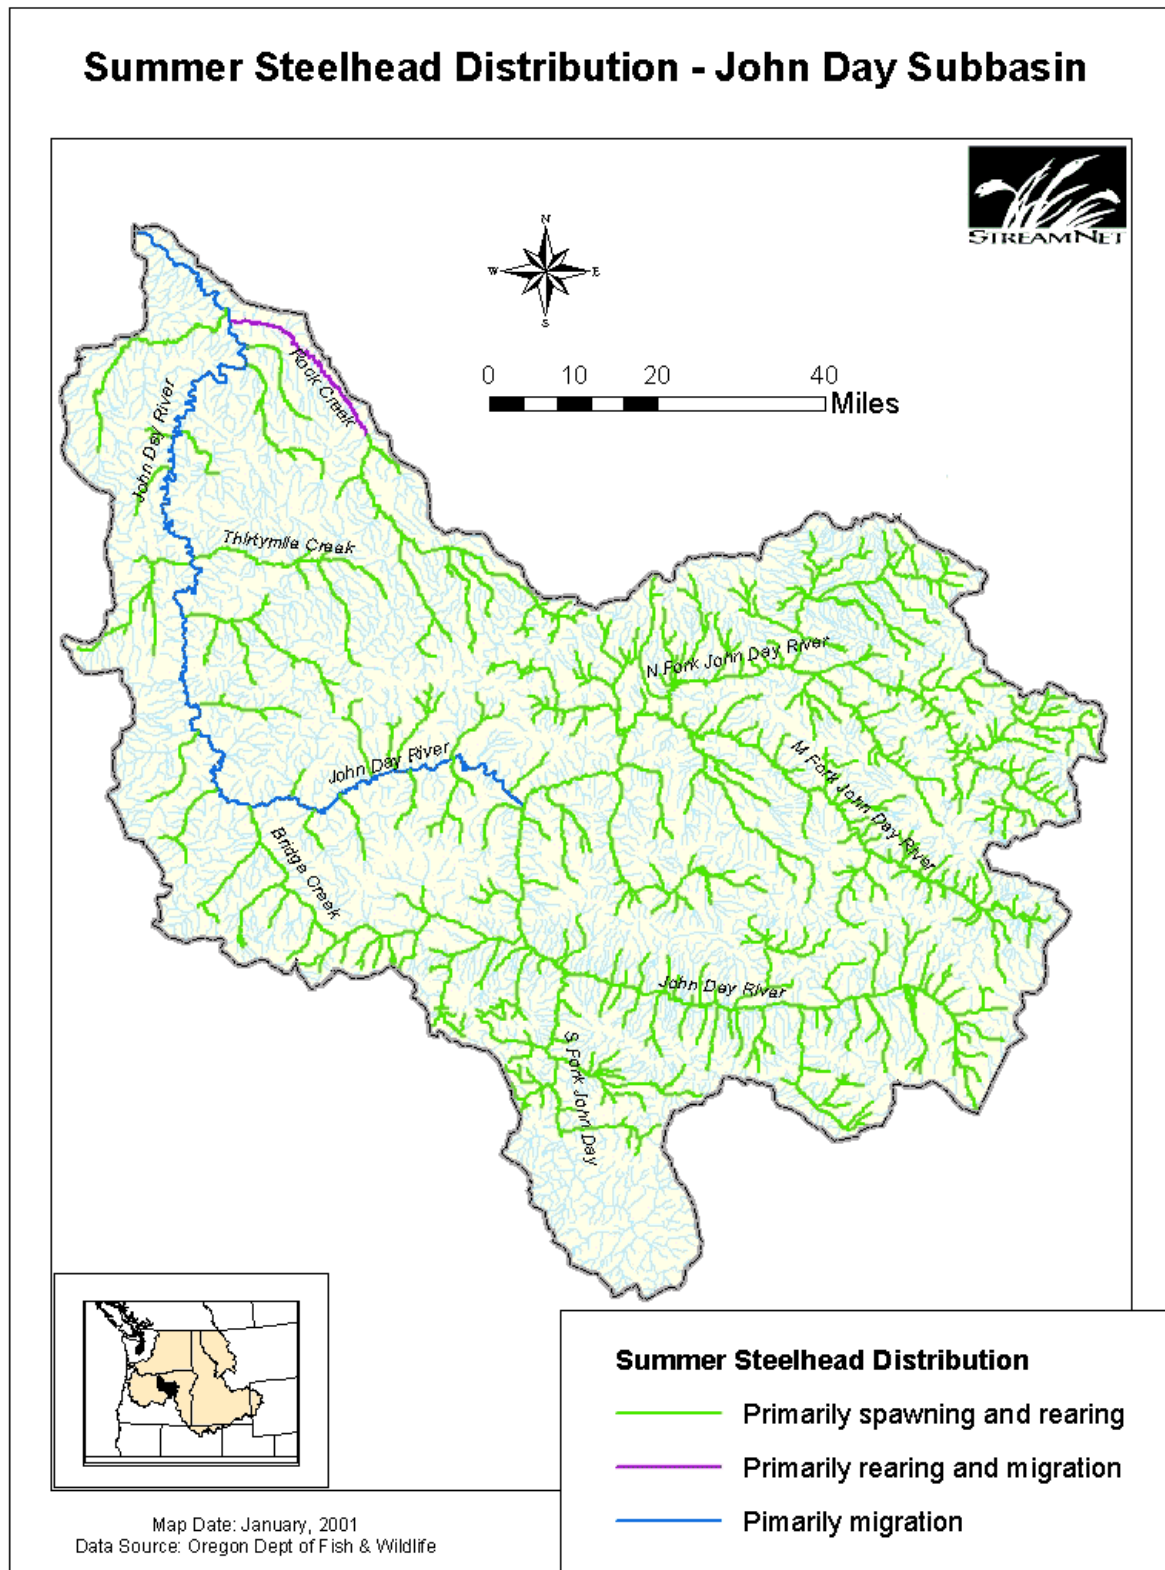 Summer Steelhead Distribution - John Day Subbasin
STREAMNET
N
W
E
S
0 10 20 40
Miles
Rock Creek
John Day River
Thirtymile Creek
N Fork John Day River
M Fork John Day River
John Day River
Bridge Creek
John Day River
S Fork John Day
Summer Steelhead Distribution
Primarily spawning and rearing
Primarily rearing and migration
Pimarily migration
Map Date: January, 2001
Data Source: Oregon Dept of Fish & Wildlife